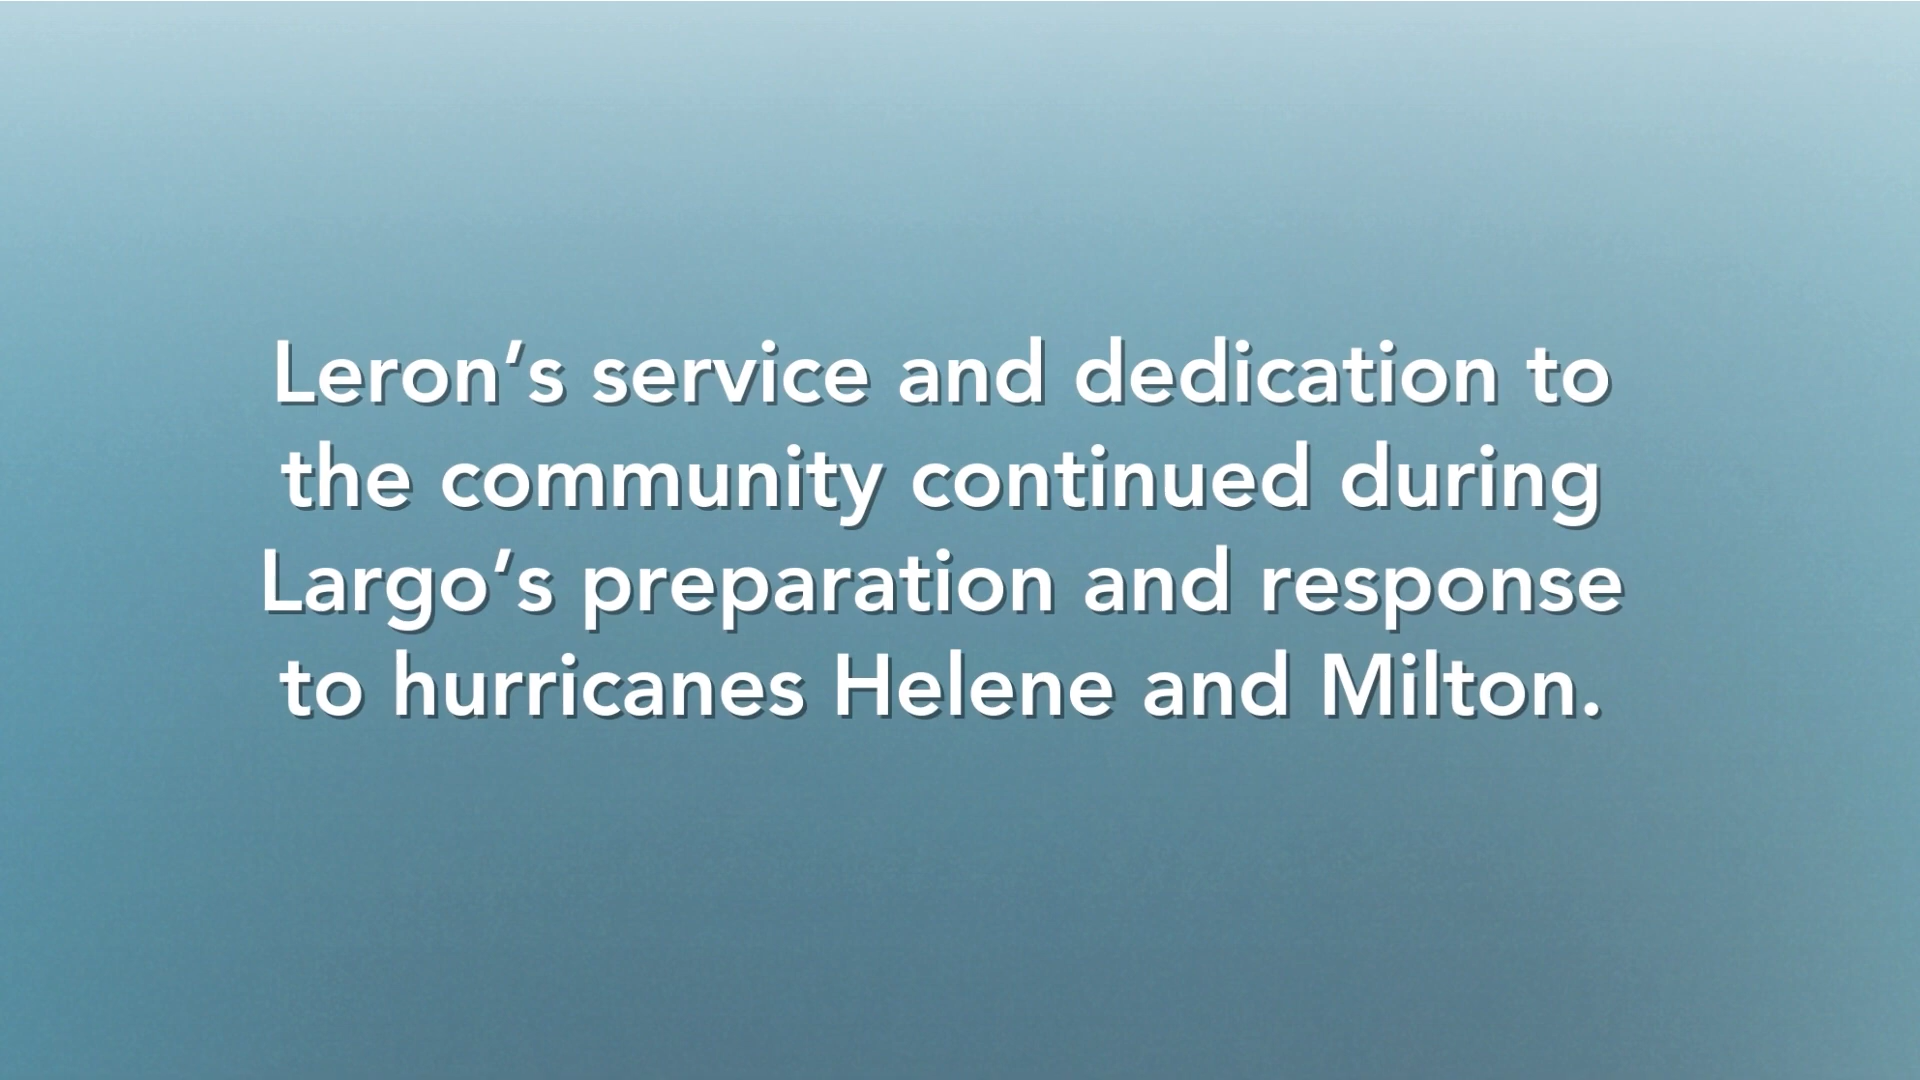 Leron’s service and dedication to
the community continued during
Largo’s preparation and response
to hurricanes Helene and Milton.